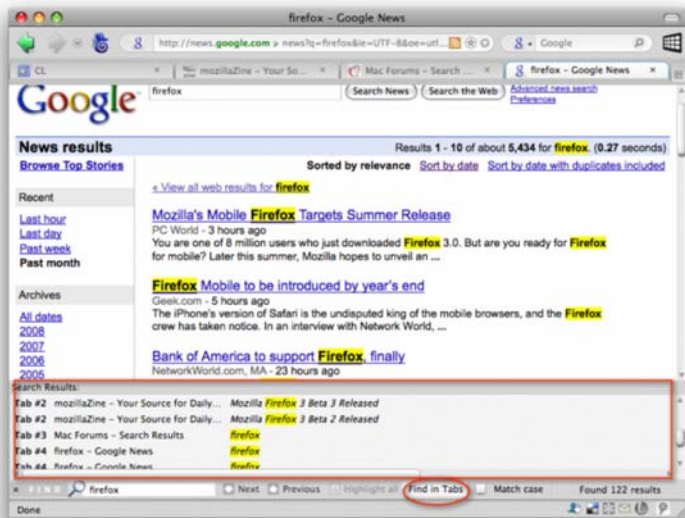 firefox - Google News
http://news.google.com > news?q=firefox&ie=UTF-8&oe=utf... Google
CL mozillaZine - Your So... Mac Forums - Search ... firefox - Google News
Google firefox Search News Search the Web Advanced news search
Preferences
News results Results 1 - 10 of about 5,434 for firefox. (0.27 seconds)
Browse Top Stories Sorted by relevance Sort by date Sort by date with duplicates included
« View all web results for firefox
Recent
Last hour
Last day
Past week
Past month
Archives
All dates
2008
2007
2006
2005
Mozilla's Mobile Firefox Targets Summer Release
PC World - 3 hours ago
You are one of 8 million users who just downloaded Firefox 3.0. But are you ready for Firefox
for mobile? Later this summer, Mozilla hopes to unveil an ...
Firefox Mobile to be introduced by year's end
Geek.com - 5 hours ago
The iPhone's version of Safari is the undisputed king of the mobile browsers, and the Firefox
crew has taken notice. In an interview with Network World, ...
Bank of America to support Firefox, finally
NetworkWorld.com, MA - 23 hours ago
Search Results:
Tab #2 mozillaZine - Your Source for Daily... Mozilla Firefox 3 Beta 3 Released
Tab #2 mozillaZine - Your Source for Daily... Mozilla Firefox 3 Beta 2 Released
Tab #3 Mac Forums - Search Results firefox
Tab #4 firefox - Google News firefox
Tab #4 firefox - Google News firefox
firefox Next Previous Highlight all Find in Tabs Match case Found 122 results
Done